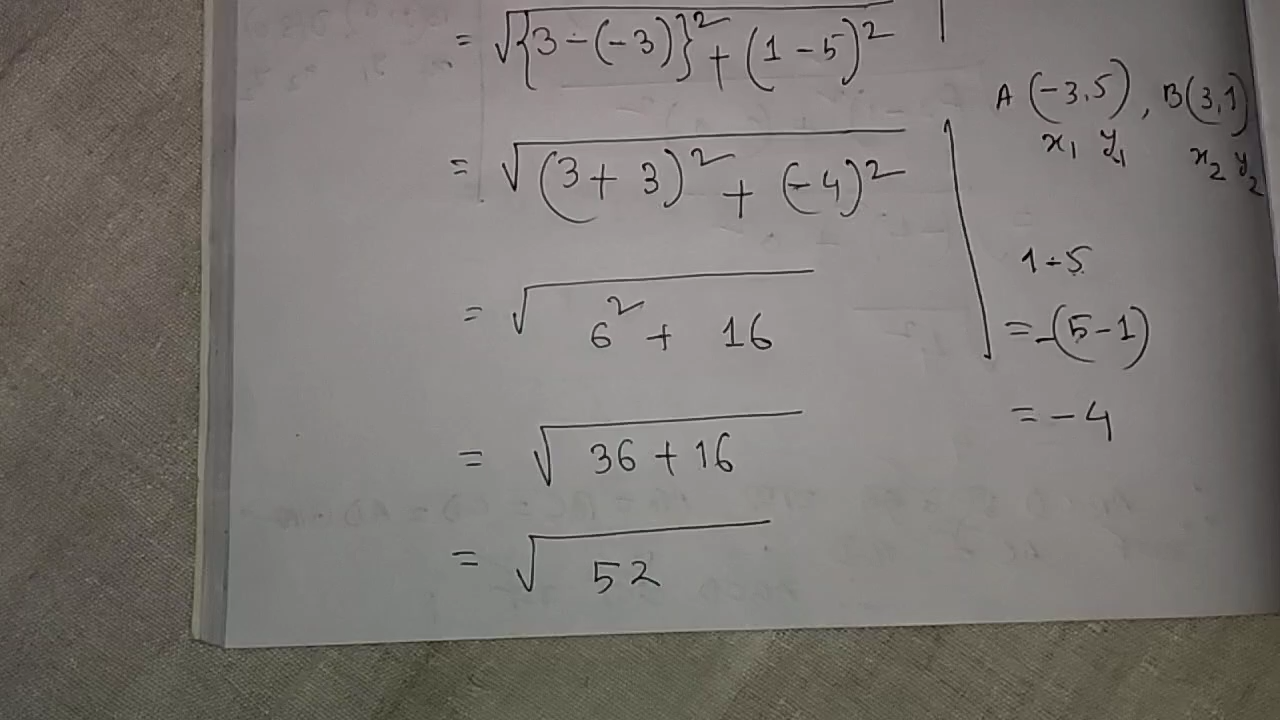 = √{3-(-3)}² + (1-5)²
= √(3+3)² + (-4)²
= √6² + 16
= √36+16
= √52
A (-3,5), B(3,1)
x₁ y₁ x₂ y₂
1-5
= -(5-1)
= -4